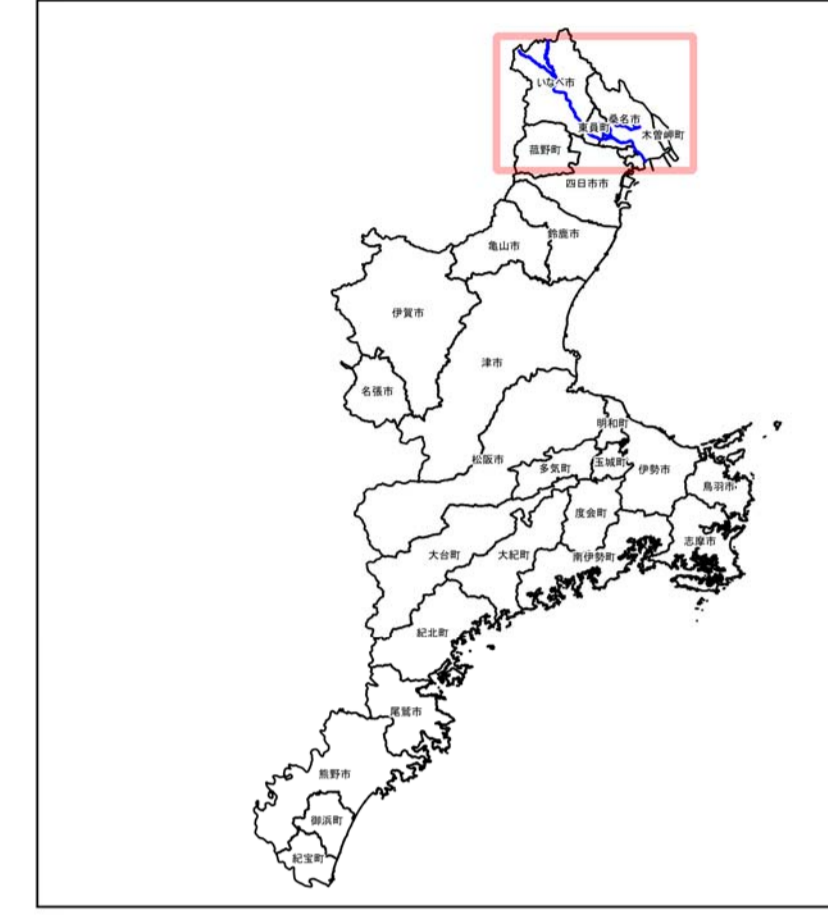 いなべ市
桑名市
東員町
木曽岬町
菰野町
四日市市
鈴鹿市
亀山市
伊賀市
津市
名張市
明和町
松阪市
多気町
玉城町
伊勢市
鳥羽市
度会町
志摩市
大台町
大紀町
南伊勢町
紀北町
尾鷲市
熊野市
御浜町
紀宝町